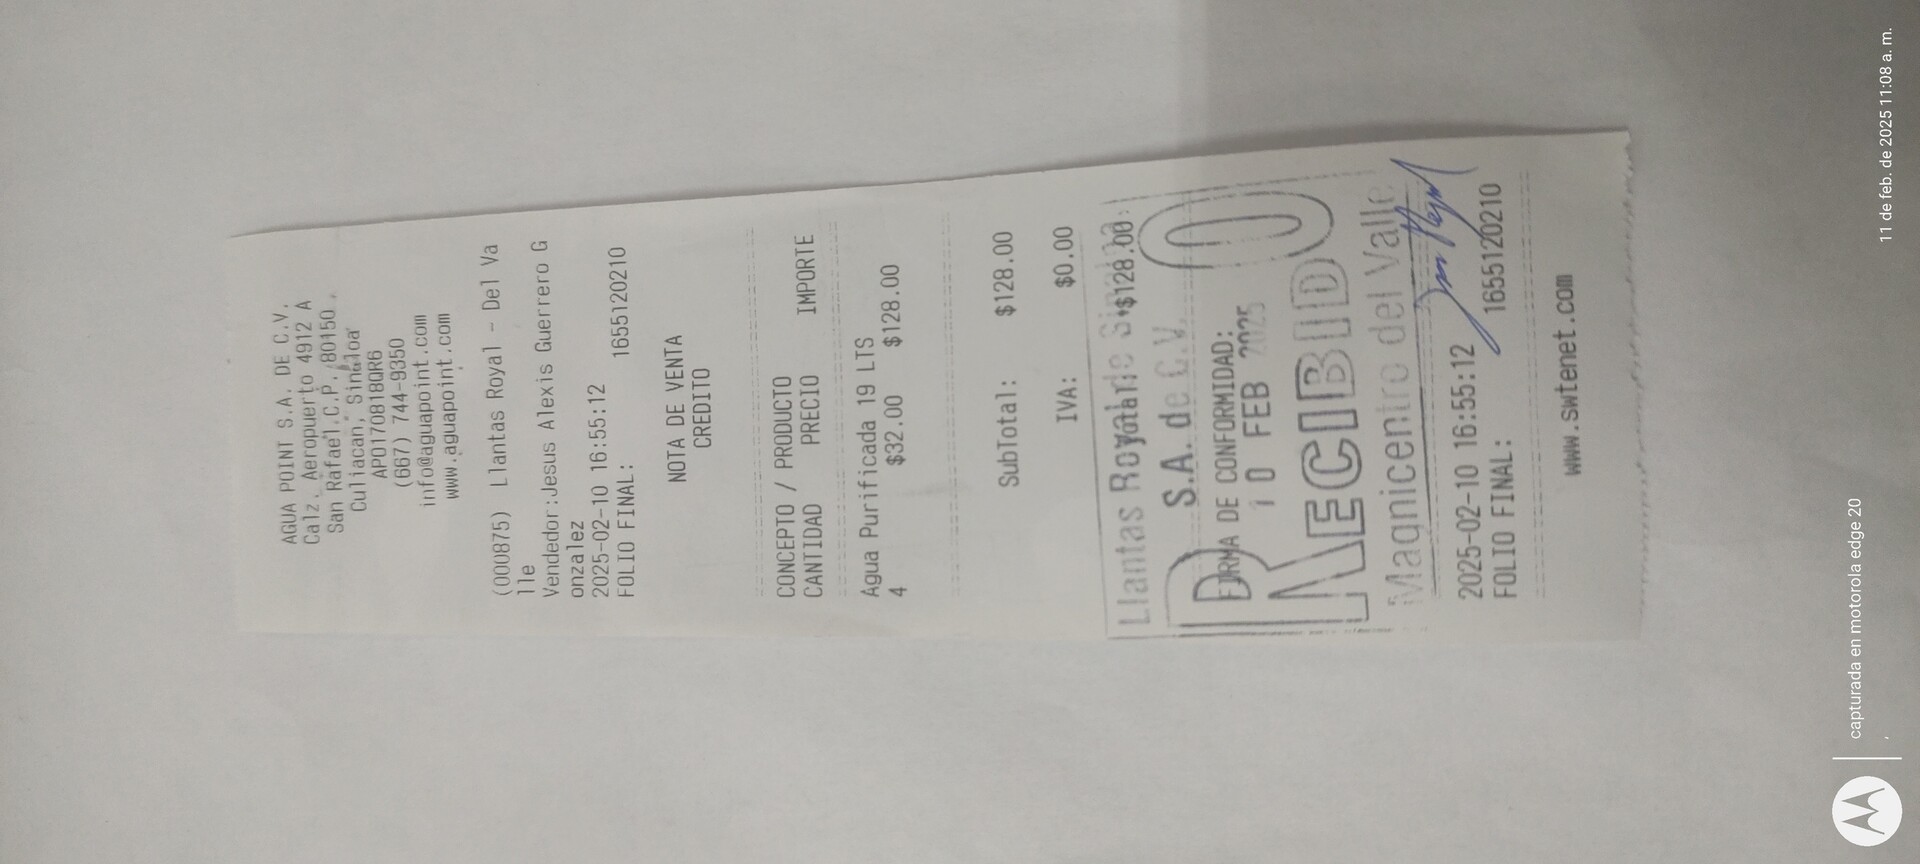 AGUA POINT S.A. DE C.V.
Calz. Aeropuerto 4912 A
San Rafael,C.P. 80150
Culiacan, Sinaloa
APO170818QR6
(667) 744-9350
info@aguapoint.com
www.aguapoint.com
(000875) Llantas Royal - Del Va
lle
Vendedor:Jesus Alexis Guerrero G
onzalez
2025-02-10 16:55:12
FOLIO FINAL: 1655120210
NOTA DE VENTA
CREDITO
CONCEPTO / PRODUCTO
CANTIDAD PRECIO IMPORTE
Agua Purificada 19 LTS
4 $32.00 $128.00
SubTotal: $128.00
IVA: $0.00
Llantas Royal de
$128.00
S.A. de C.V.
FIRMA DE CONFORMIDAD:
10 FEB 2025
RECIBIDO
Magnicentro del Valle
2025-02-10 16:55:12
FOLIO FINAL: 1655120210
www.swtenet.com
capturada en motorola edge 20
11 de feb. de 2025 11:08 a. m.